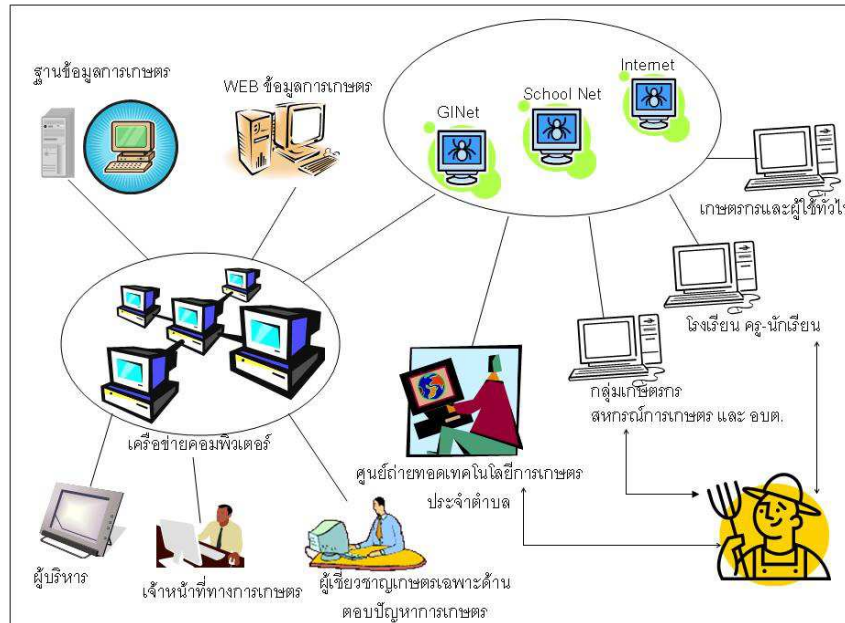 ฐานข้อมูลการเกษตร
WEB ข้อมูลการเกษตร
GINet
School Net
Internet
เกษตรกรและผู้ใช้ทั่วไป
โรงเรียน ครู-นักเรียน
กลุ่มเกษตรกร
สหกรณ์การเกษตร และ อบต.
เครือข่ายคอมพิวเตอร์
ศูนย์ถ่ายทอดเทคโนโลยีการเกษตร
ประจำตำบล
ผู้บริหาร
เจ้าหน้าที่ทางการเกษตร
ผู้เชี่ยวชาญเกษตรเฉพาะด้าน
ตอบปัญหาการเกษตร